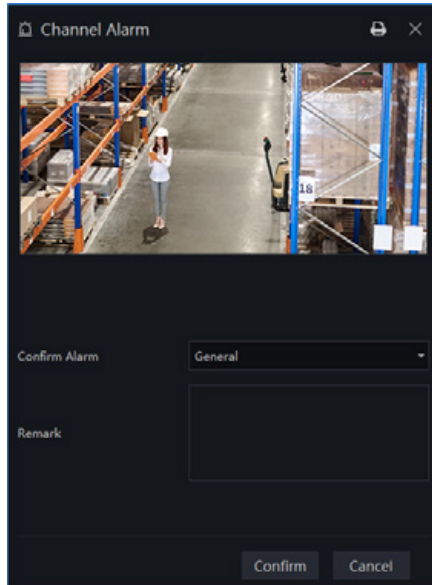 Channel Alarm
18
Confirm Alarm
General
Remark
Confirm
Cancel